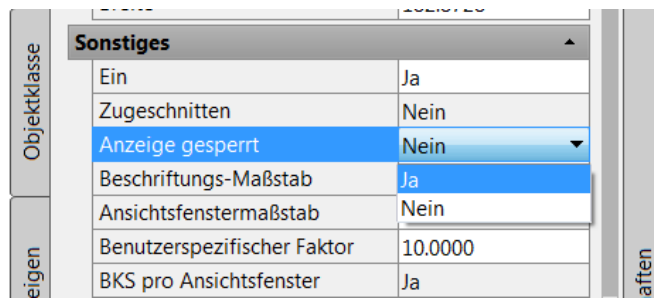 Sonstiges
Ein Ja
Zugeschnitten Nein
Anzeige gesperrt Nein
Beschriftungs-Maßstab Ja
Ansichtsfenstermaßstab Nein
Benutzerspezifischer Faktor 10.0000
BKS pro Ansichtsfenster Ja
Objektklasse